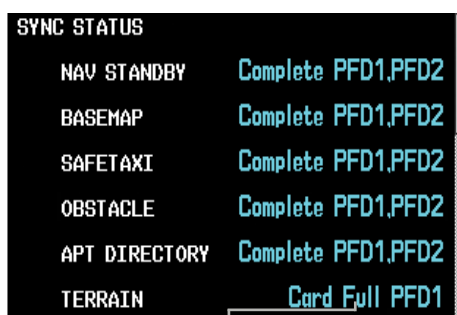 SYNC STATUS
NAV STANDBY Complete PFD1,PFD2
BASEMAP Complete PFD1,PFD2
SAFETAXI Complete PFD1,PFD2
OBSTACLE Complete PFD1,PFD2
APT DIRECTORY Complete PFD1,PFD2
TERRAIN Card Full PFD1